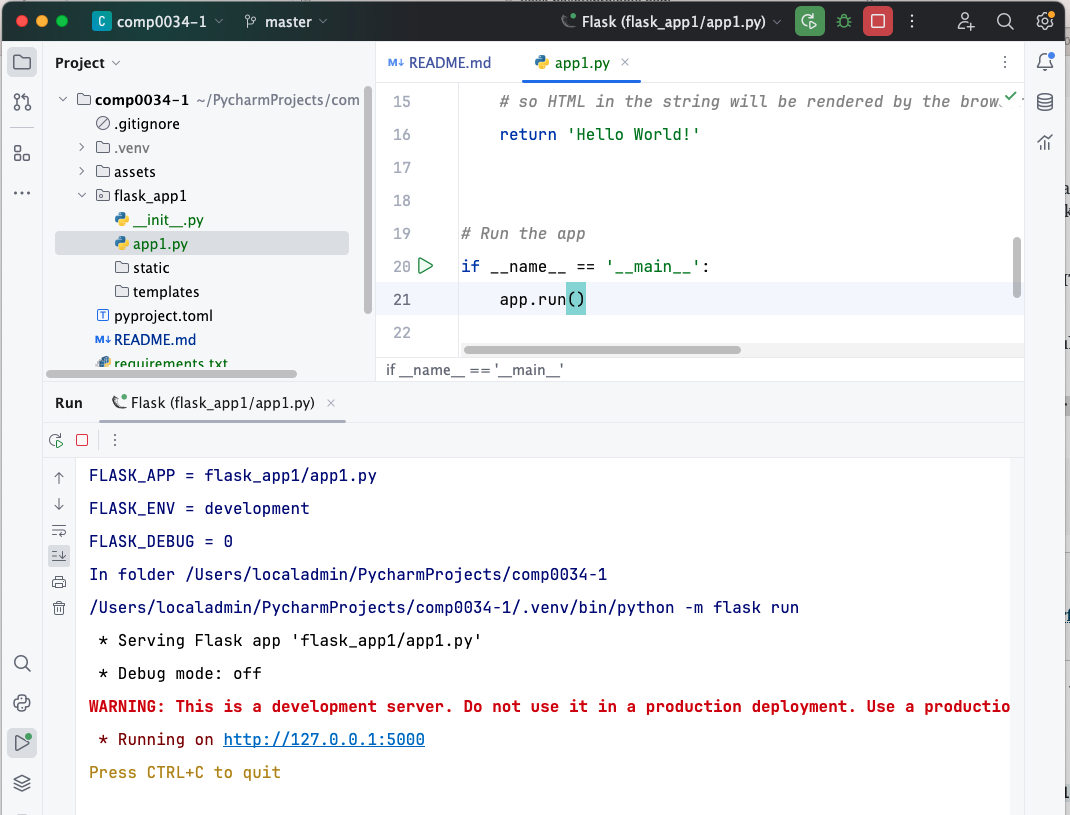 C comp0034-1 master Flask (flask_app1/app1.py)
Project
comp0034-1 ~/PycharmProjects/com
.gitignore
.venv
assets
flask_app1
__init__.py
app1.py
static
templates
pyproject.toml
M↓ README.md
requirements.txt
M↓ README.md app1.py
15 # so HTML in the string will be rendered by the brow
16 return 'Hello World!'
17
18
19 # Run the app
20 if __name__ == '__main__':
21 app.run()
22
if __name__ == '__main__'
Run Flask (flask_app1/app1.py)
FLASK_APP = flask_app1/app1.py
FLASK_ENV = development
FLASK_DEBUG = 0
In folder /Users/localadmin/PycharmProjects/comp0034-1
/Users/localadmin/PycharmProjects/comp0034-1/.venv/bin/python -m flask run
* Serving Flask app 'flask_app1/app1.py'
* Debug mode: off
WARNING: This is a development server. Do not use it in a production deployment. Use a productio
* Running on http://127.0.0.1:5000
Press CTRL+C to quit